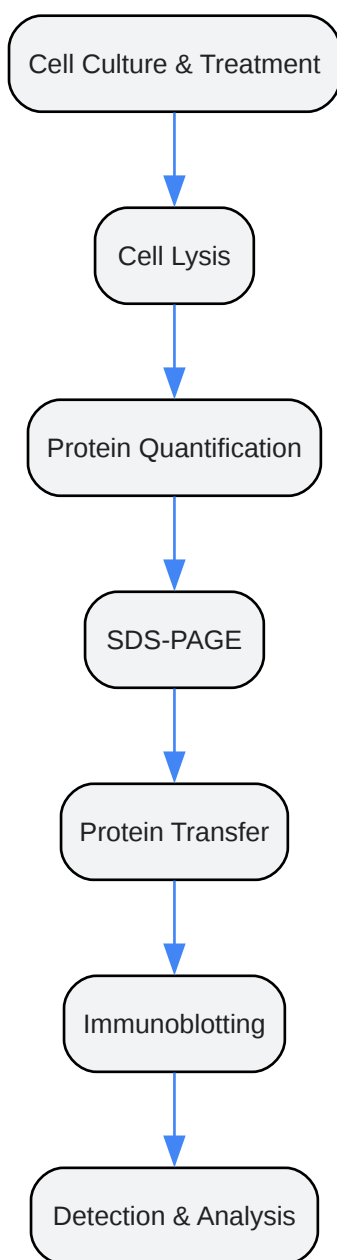 Cell Culture & Treatment
Cell Lysis
Protein Quantification
SDS-PAGE
Protein Transfer
Immunoblotting
Detection & Analysis